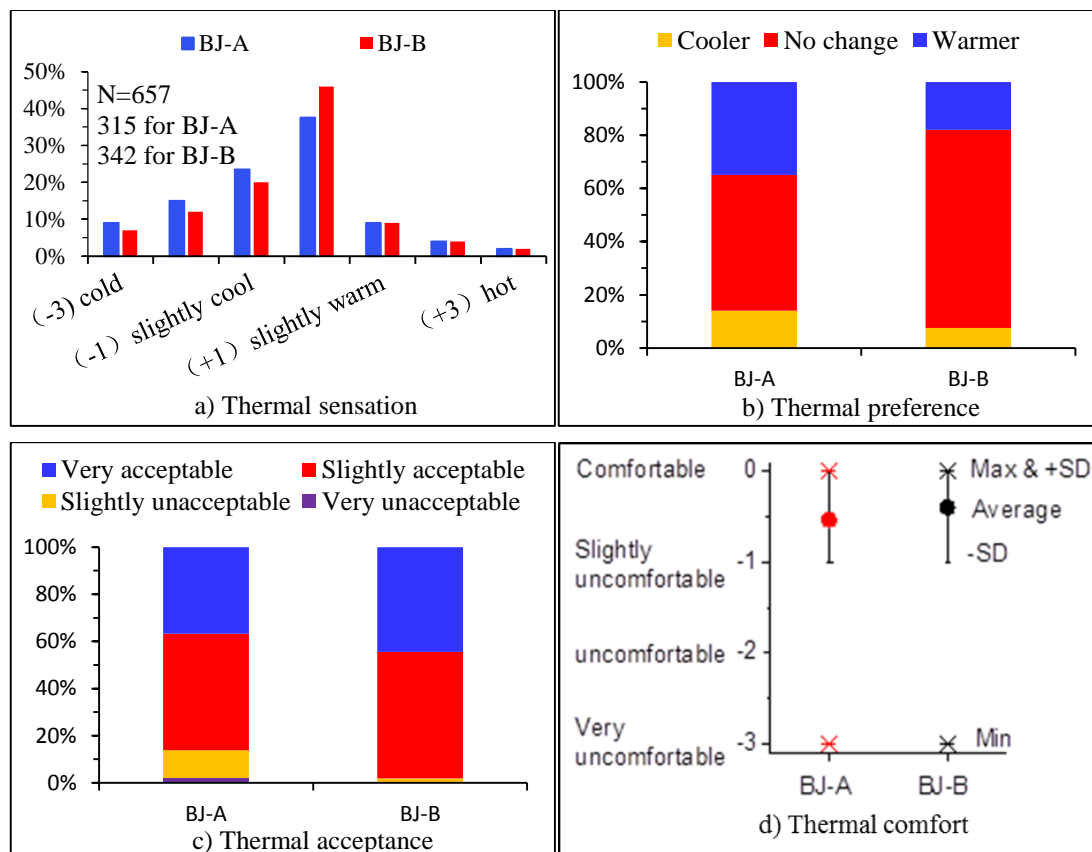 BJ-A BJ-B
50%
40%
30%
20%
10%
0%
N=657
315 for BJ-A
342 for BJ-B
（-3) cold
（-1）slightly cool
（+1）slightly warm
（+3）hot
a) Thermal sensation
Cooler No change Warmer
100%
80%
60%
40%
20%
0%
BJ-A BJ-B
b) Thermal preference
Very acceptable Slightly acceptable
Slightly unacceptable Very unacceptable
100%
80%
60%
40%
20%
0%
BJ-A BJ-B
c) Thermal acceptance
Comfortable 0 Max & +SD
Average
Slightly
uncomfortable -1 -SD
uncomfortable -2
Very
uncomfortable -3 Min
BJ-A BJ-B
d) Thermal comfort